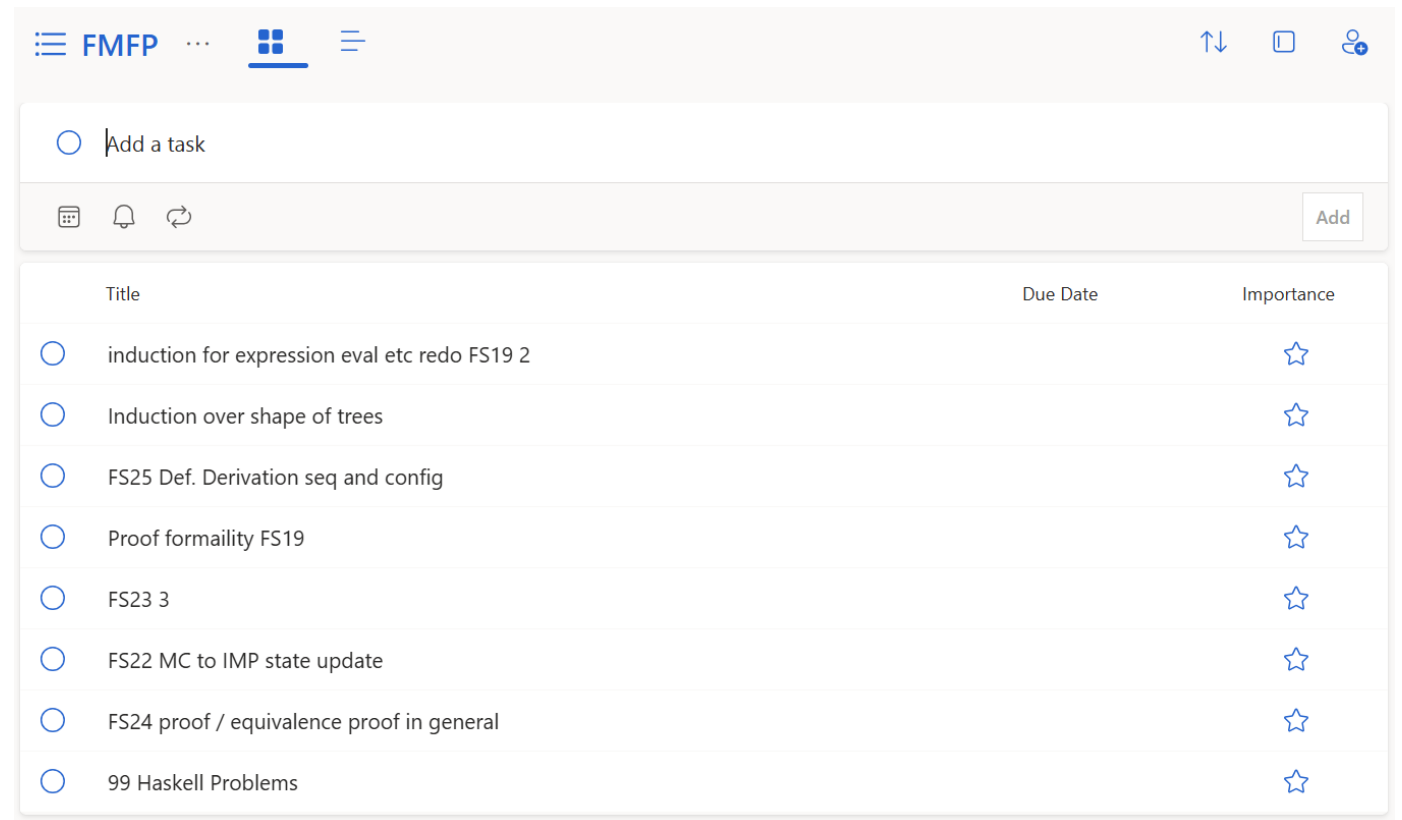 FMFP
Add a task
Add
Title Due Date Importance
induction for expression eval etc redo FS19 2
Induction over shape of trees
FS25 Def. Derivation seq and config
Proof formaility FS19
FS23 3
FS22 MC to IMP state update
FS24 proof / equivalence proof in general
99 Haskell Problems